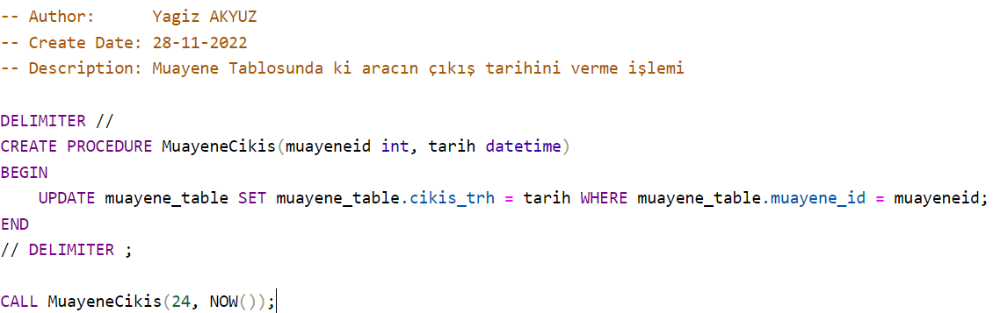 -- Author:      Yagiz AKYUZ
-- Create Date: 28-11-2022
-- Description: Muayene Tablosunda ki aracın çıkış tarihini verme işlemi
DELIMITER //
CREATE PROCEDURE MuayeneCikis(muayeneid int, tarih datetime)
BEGIN
    UPDATE muayene_table SET muayene_table.cikis_trh = tarih WHERE muayene_table.muayene_id = muayeneid;
END
// DELIMITER ;
CALL MuayeneCikis(24, NOW());